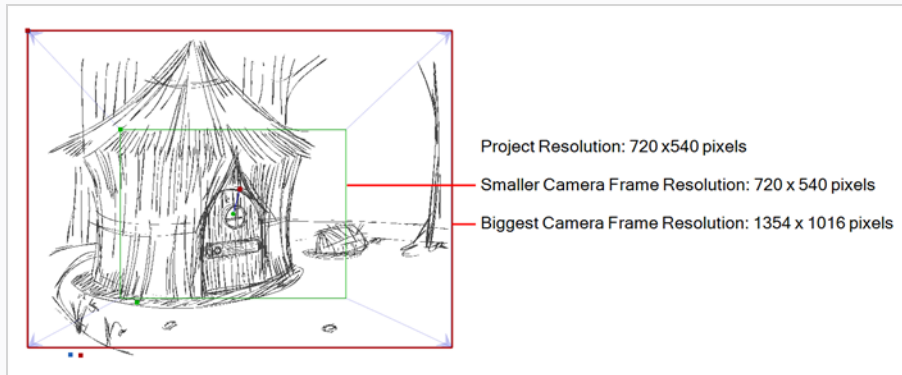 Project Resolution: 720 x540 pixels
Smaller Camera Frame Resolution: 720 x 540 pixels
Biggest Camera Frame Resolution: 1354 x 1016 pixels